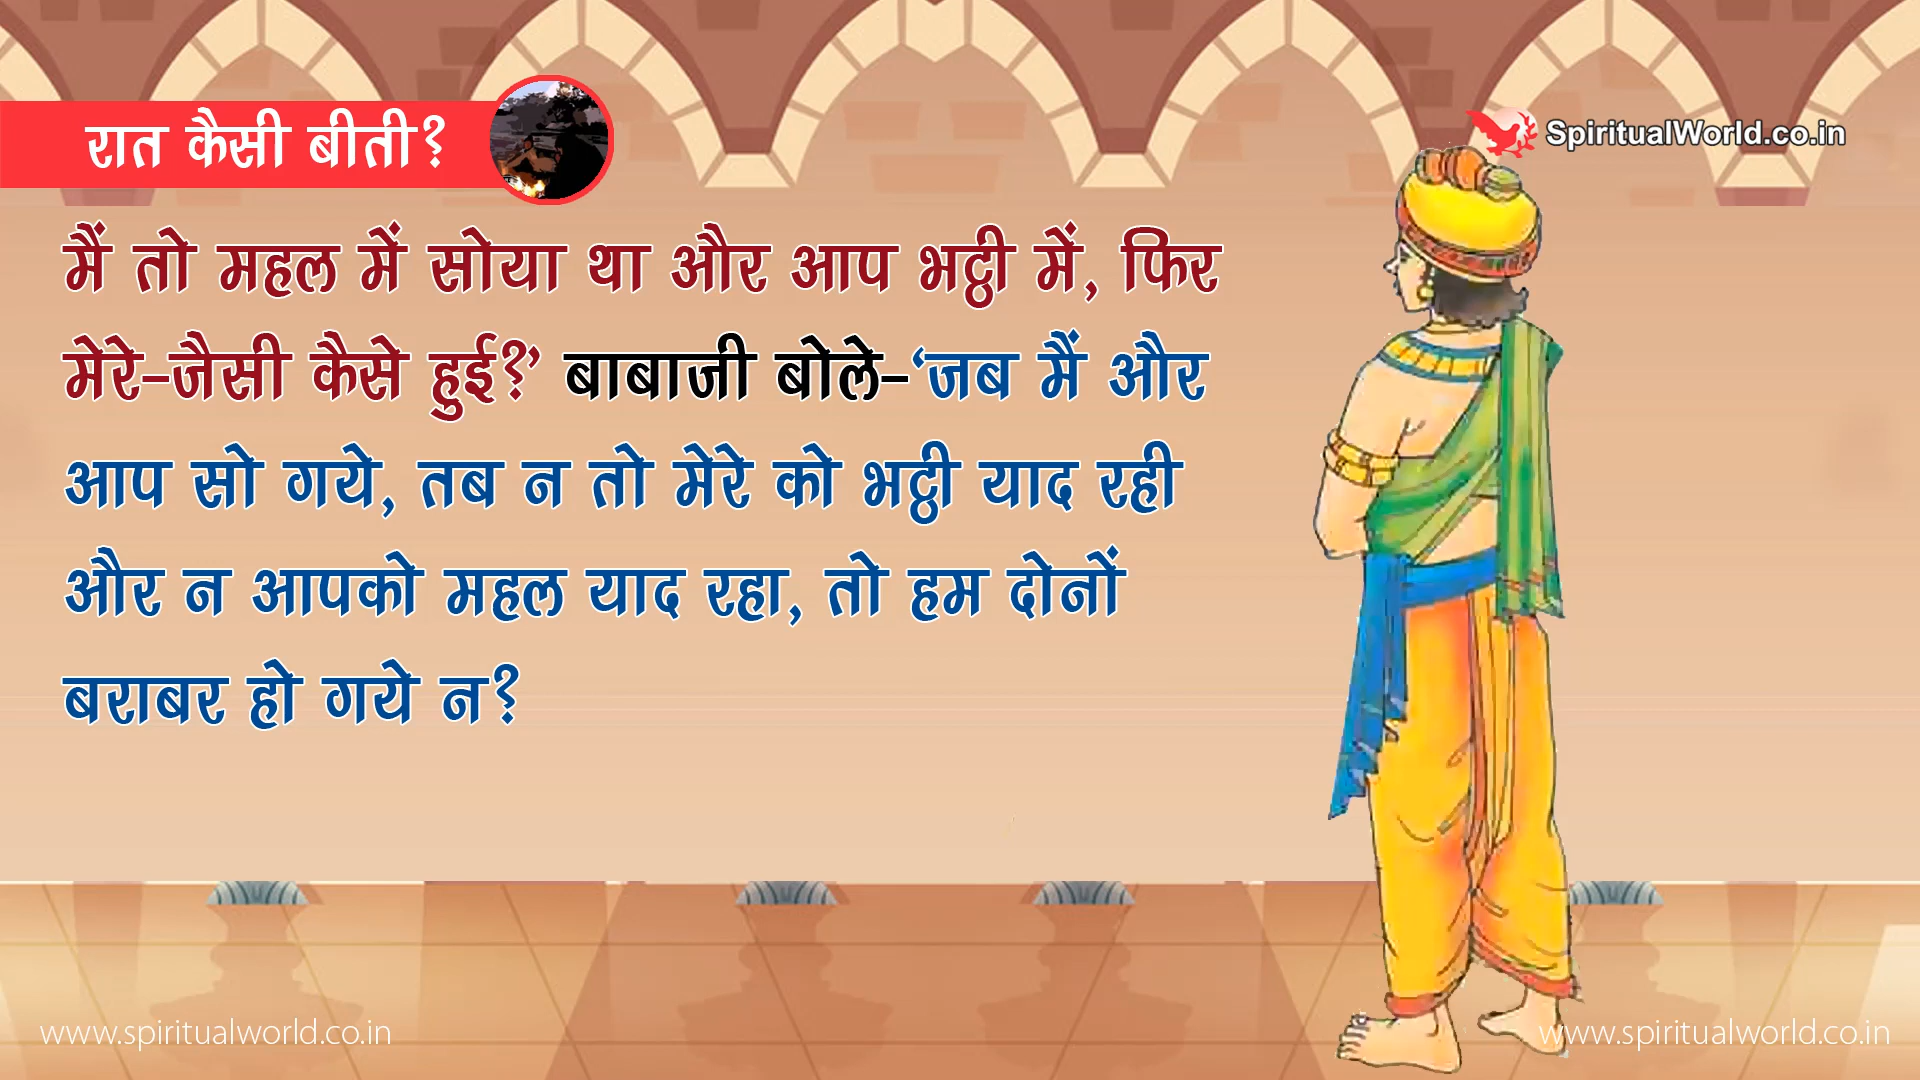 रात कैसी बीती?
SpiritualWorld.co.in
मैं तो महल में सोया था और आप भट्ठी में, फिर
मेरे-जैसी कैसे हुई?’ बाबाजी बोले-‘जब मैं और
आप सो गये, तब न तो मेरे को भट्ठी याद रही
और न आपको महल याद रहा, तो हम दोनों
बराबर हो गये न?
www.spiritualworld.co.in
www.spiritualworld.co.in